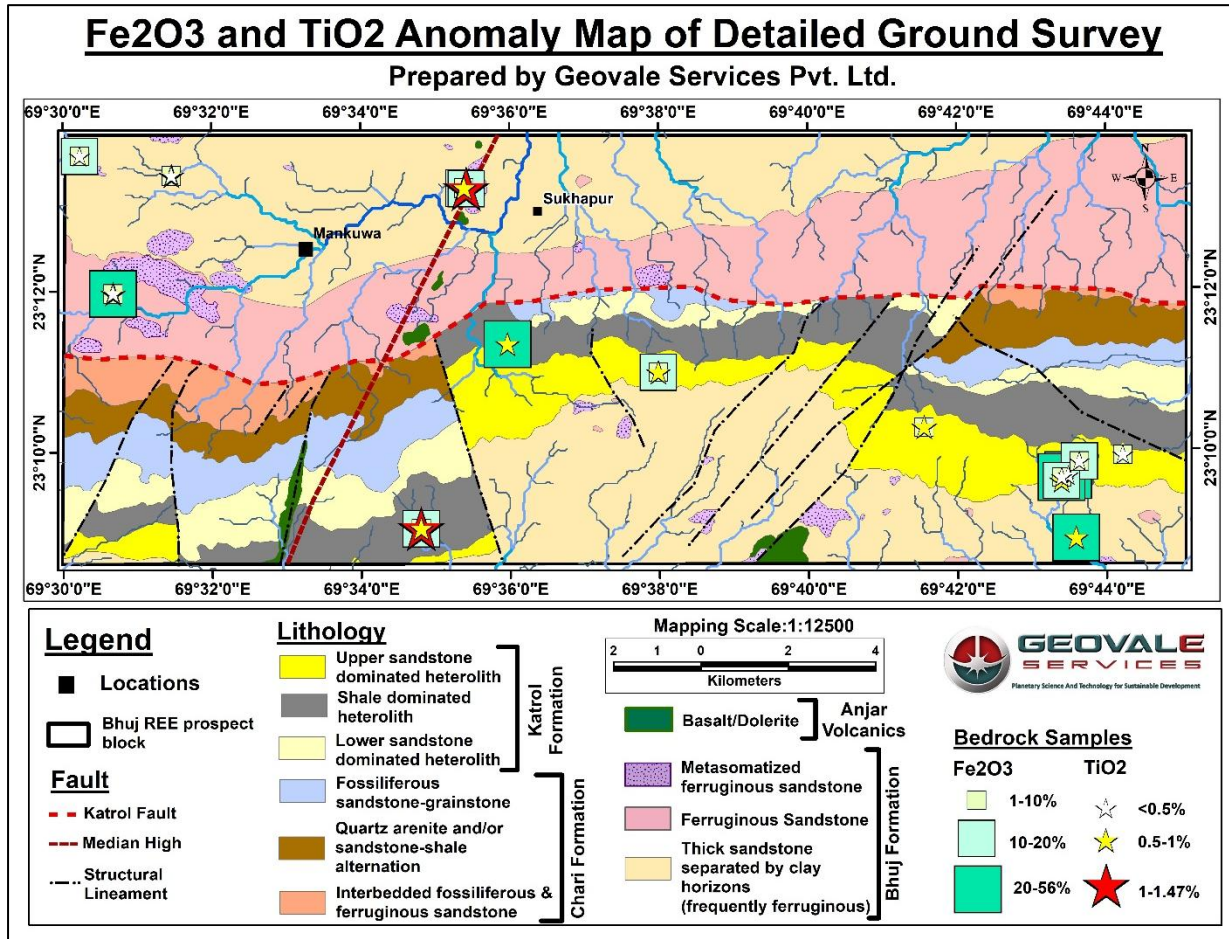 Fe2O3 and TiO2 Anomaly Map of Detailed Ground Survey
Prepared by Geovale Services Pvt. Ltd.
69°30'0"E 69°32'0"E 69°34'0"E 69°36'0"E 69°38'0"E 69°40'0"E 69°42'0"E 69°44'0"E
N
W E
S
Sukhapur
Mankuwa
23°12'0"N 23°12'0"N
23°10'0"N 23°10'0"N
69°30'0"E 69°32'0"E 69°34'0"E 69°36'0"E 69°38'0"E 69°40'0"E 69°42'0"E 69°44'0"E
Legend
Locations
Bhuj REE prospect
block
Fault
Katrol Fault
Median High
Structural
Lineament
Lithology
Upper sandstone
dominated heterolith
Shale dominated
heterolith
Lower sandstone
dominated heterolith
Katrol
Formation
Fossiliferous
sandstone-grainstone
Quartz arenite and/or
sandstone-shale
alternation
Interbedded fossiliferous &
ferruginous sandstone
Chari Formation
Mapping Scale:1:12500
2 1 0 2 4
Kilometers
Basalt/Dolerite
Anjar
Volcanics
Metasomatized
ferruginous sandstone
Ferruginous Sandstone
Thick sandstone
separated by clay
horizons
(frequently ferruginous)
Bhuj Formation
GEOVALE
SERVICES
Planetary Science And Technology for Sustainable Development
Bedrock Samples
Fe2O3 TiO2
1-10% <0.5%
10-20% 0.5-1%
20-56% 1-1.47%